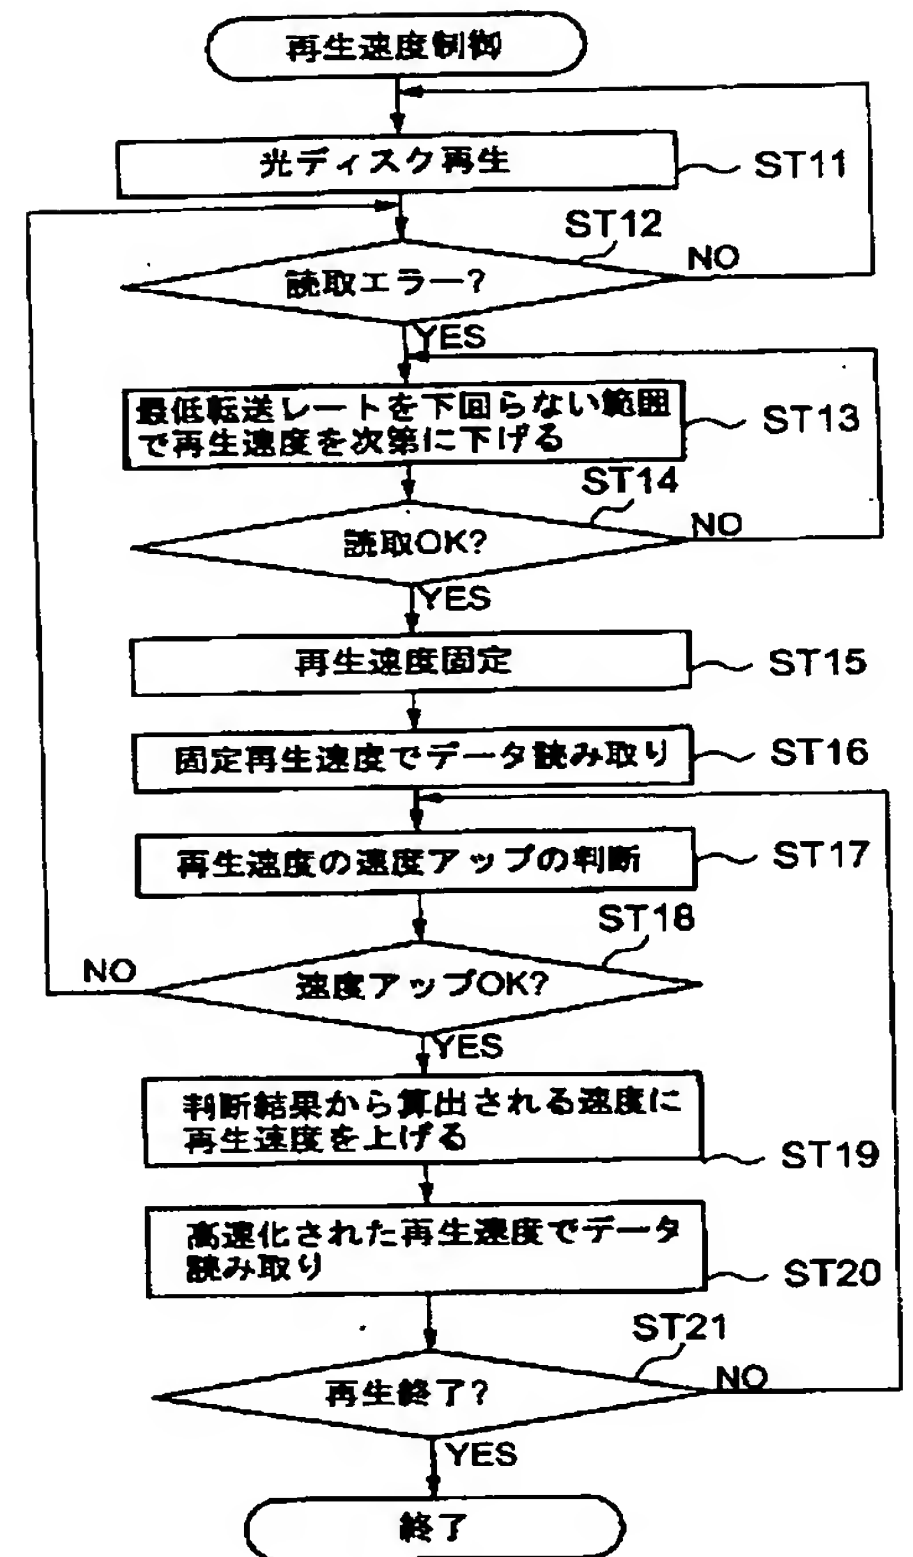 再生速度制御
光ディスク再生
ST11
ST12
読取エラー?
NO
YES
最低転送レートを下回らない範囲
で再生速度を次第に下げる
ST13
ST14
読取OK?
NO
YES
再生速度固定
ST15
固定再生速度でデータ読み取り
ST16
再生速度の速度アップの判断
ST17
ST18
速度アップOK?
NO
YES
判断結果から算出される速度に
再生速度を上げる
ST19
高速化された再生速度でデータ
読み取り
ST20
ST21
再生終了?
NO
YES
終了